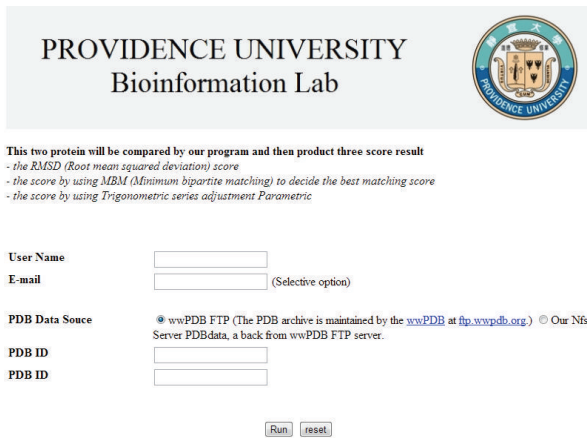 PROVIDENCE UNIVERSITY
Bioinformation Lab
PROVIDENCE UNIVERSITY
This two protein will be compared by our program and then product three score result
- the RMSD (Root mean squared deviation) score
- the score by using MBM (Minimum bipartite matching) to decide the best matching score
- the score by using Trigonometric series adjustment Parametric
User Name
E-mail (Selective option)
PDB Data Souce wwPDB FTP (The PDB archive is maintained by the wwPDB at ftp.wwpdb.org.) Our Nfs
Server PDBdata, a back from wwPDB FTP server.
PDB ID
PDB ID
Run reset